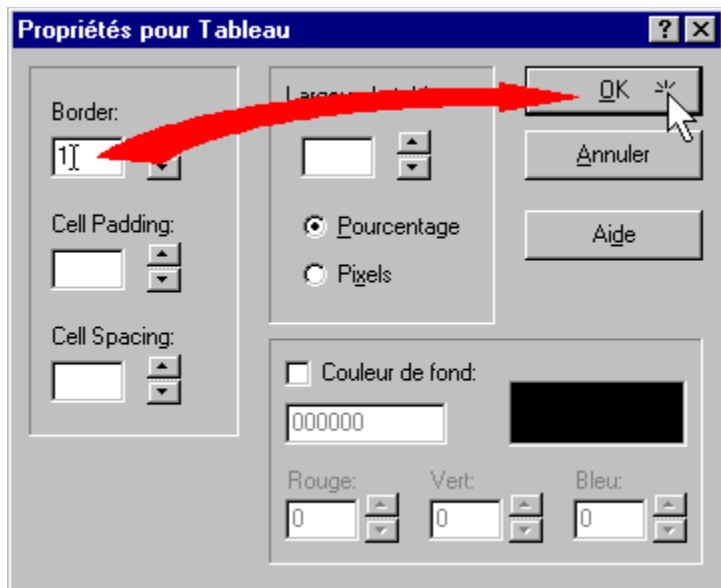 Propriétés pour Tableau
Border:
1
Cell Padding:
Cell Spacing:
Pourcentage
Pixels
OK
Annuler
Aide
Couleur de fond:
000000
Rouge: Vert: Bleu:
0 0 0